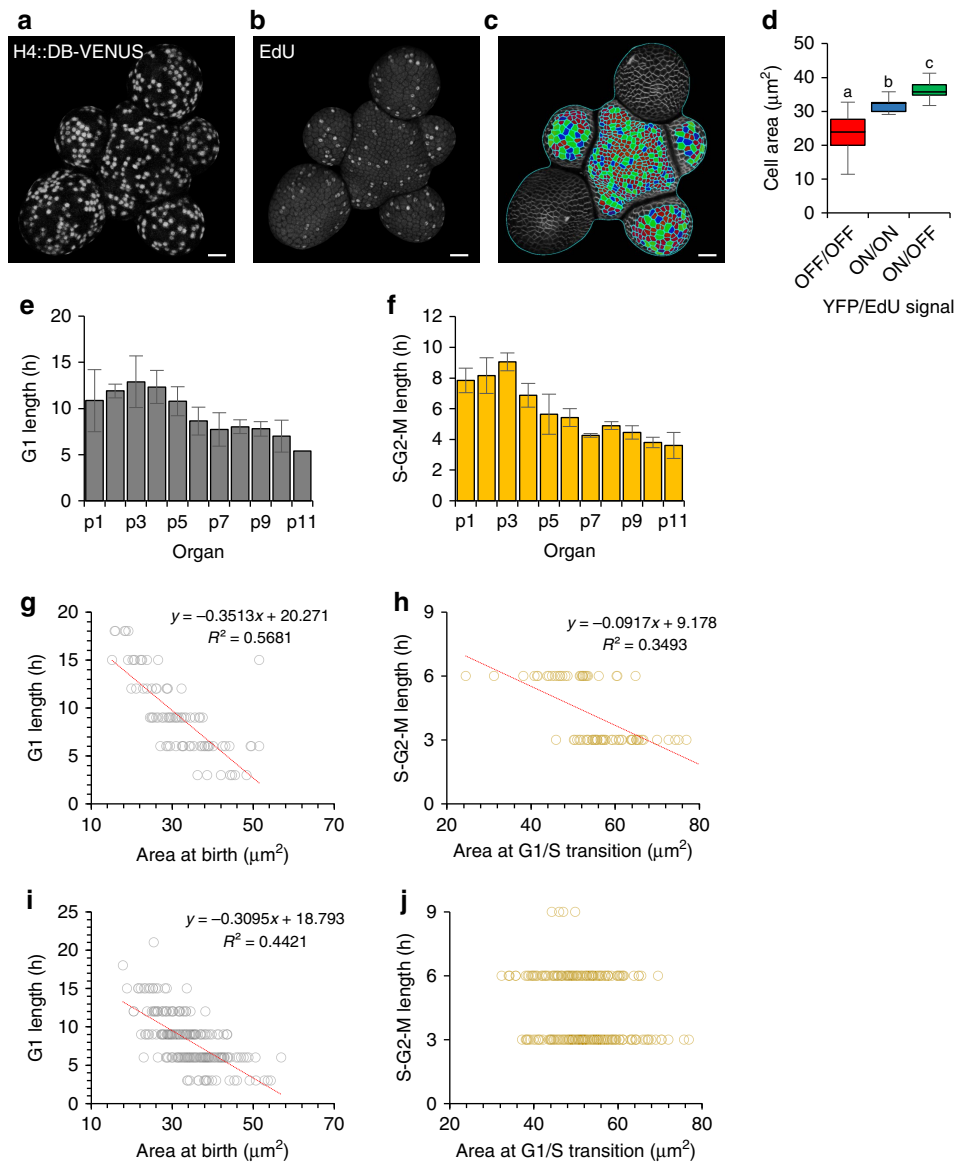 a
H4::DB-VENUS
b
EdU
c
d
50
40
30
20
10
0
Cell area (μm²)
a
b
c
OFF/OFF
ON/ON
ON/OFF
YFP/EdU signal
e
20
15
10
5
0
G1 length (h)
p1 p3 p5 p7 p9 p11
Organ
f
12
10
8
6
4
2
0
S-G2-M length (h)
p1 p3 p5 p7 p9 p11
Organ
g
y = −0.3513x + 20.271
R² = 0.5681
20
15
10
5
0
G1 length (h)
10 30 50 70
Area at birth (μm²)
h
y = −0.0917x + 9.178
R² = 0.3493
9
6
3
0
S-G2-M length (h)
20 40 60 80
Area at G1/S transition (μm²)
i
y = −0.3095x + 18.793
R² = 0.4421
25
20
15
10
5
0
G1 length (h)
10 30 50 70
Area at birth (μm²)
j
9
6
3
0
S-G2-M length (h)
20 40 60 80
Area at G1/S transition (μm²)